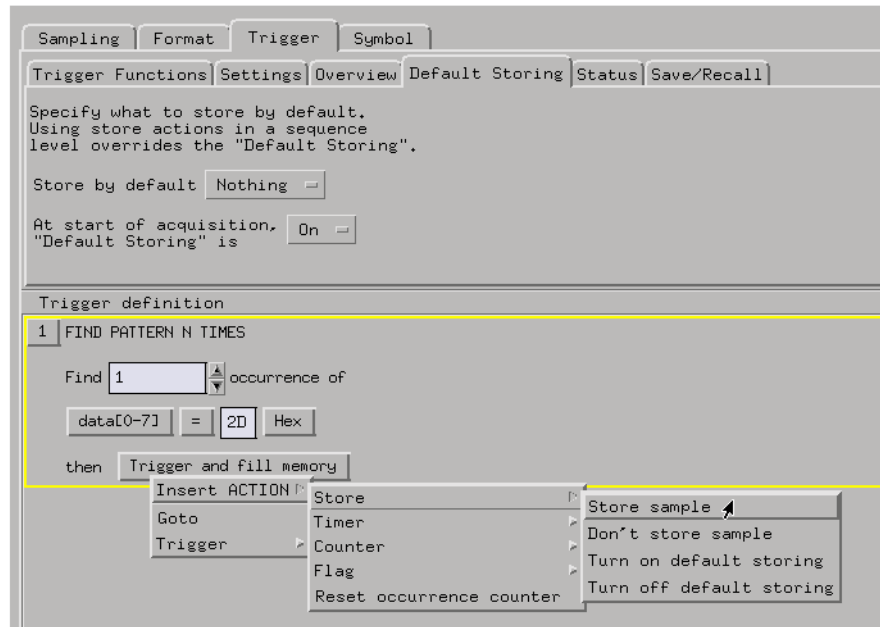 Sampling Format Trigger Symbol
Trigger Functions Settings Overview Default Storing Status Save/Recall
Specify what to store by default.
Using store actions in a sequence
level overrides the "Default Storing".
Store by default Nothing
At start of acquisition,
"Default Storing" is On
Trigger definition
1 FIND PATTERN N TIMES
Find 1 occurrence of
data[0-7] = 2D Hex
then Trigger and fill memory
Insert ACTION
Goto
Trigger
Store
Timer
Counter
Flag
Reset occurrence counter
Store sample
Don't store sample
Turn on default storing
Turn off default storing